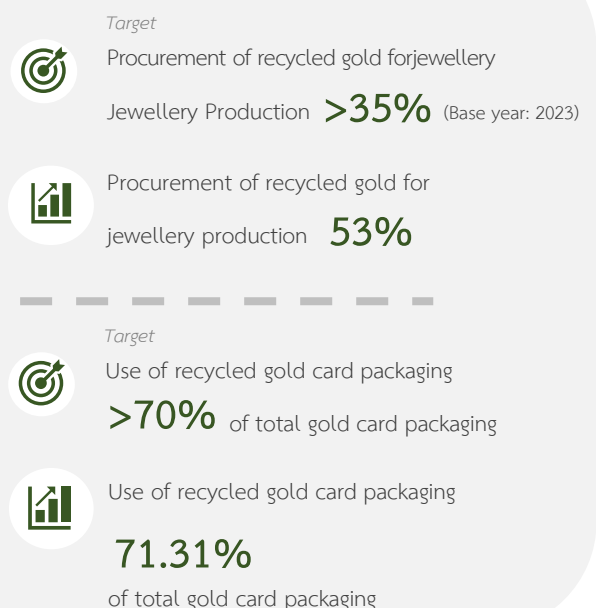 Target
Procurement of recycled gold forjewellery
Jewellery Production >35% (Base year: 2023)
Procurement of recycled gold for
jewellery production 53%
Target
Use of recycled gold card packaging
>70% of total gold card packaging
Use of recycled gold card packaging
71.31%
of total gold card packaging